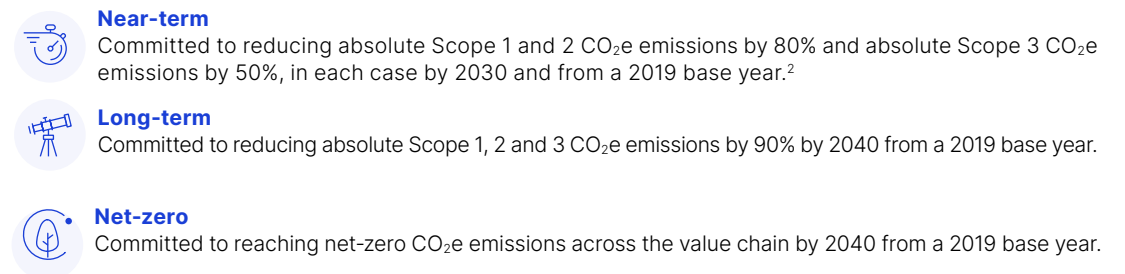 Near-term
Committed to reducing absolute Scope 1 and 2 CO₂e emissions by 80% and absolute Scope 3 CO₂e
emissions by 50%, in each case by 2030 and from a 2019 base year.²
Long-term
Committed to reducing absolute Scope 1, 2 and 3 CO₂e emissions by 90% by 2040 from a 2019 base year.
Net-zero
Committed to reaching net-zero CO₂e emissions across the value chain by 2040 from a 2019 base year.